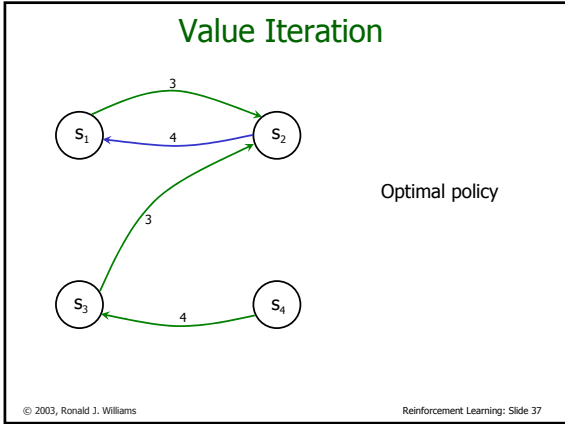 Value Iteration
3
S1
4
S2
Optimal policy
3
S3
4
S4
© 2003, Ronald J. Williams
Reinforcement Learning: Slide 37